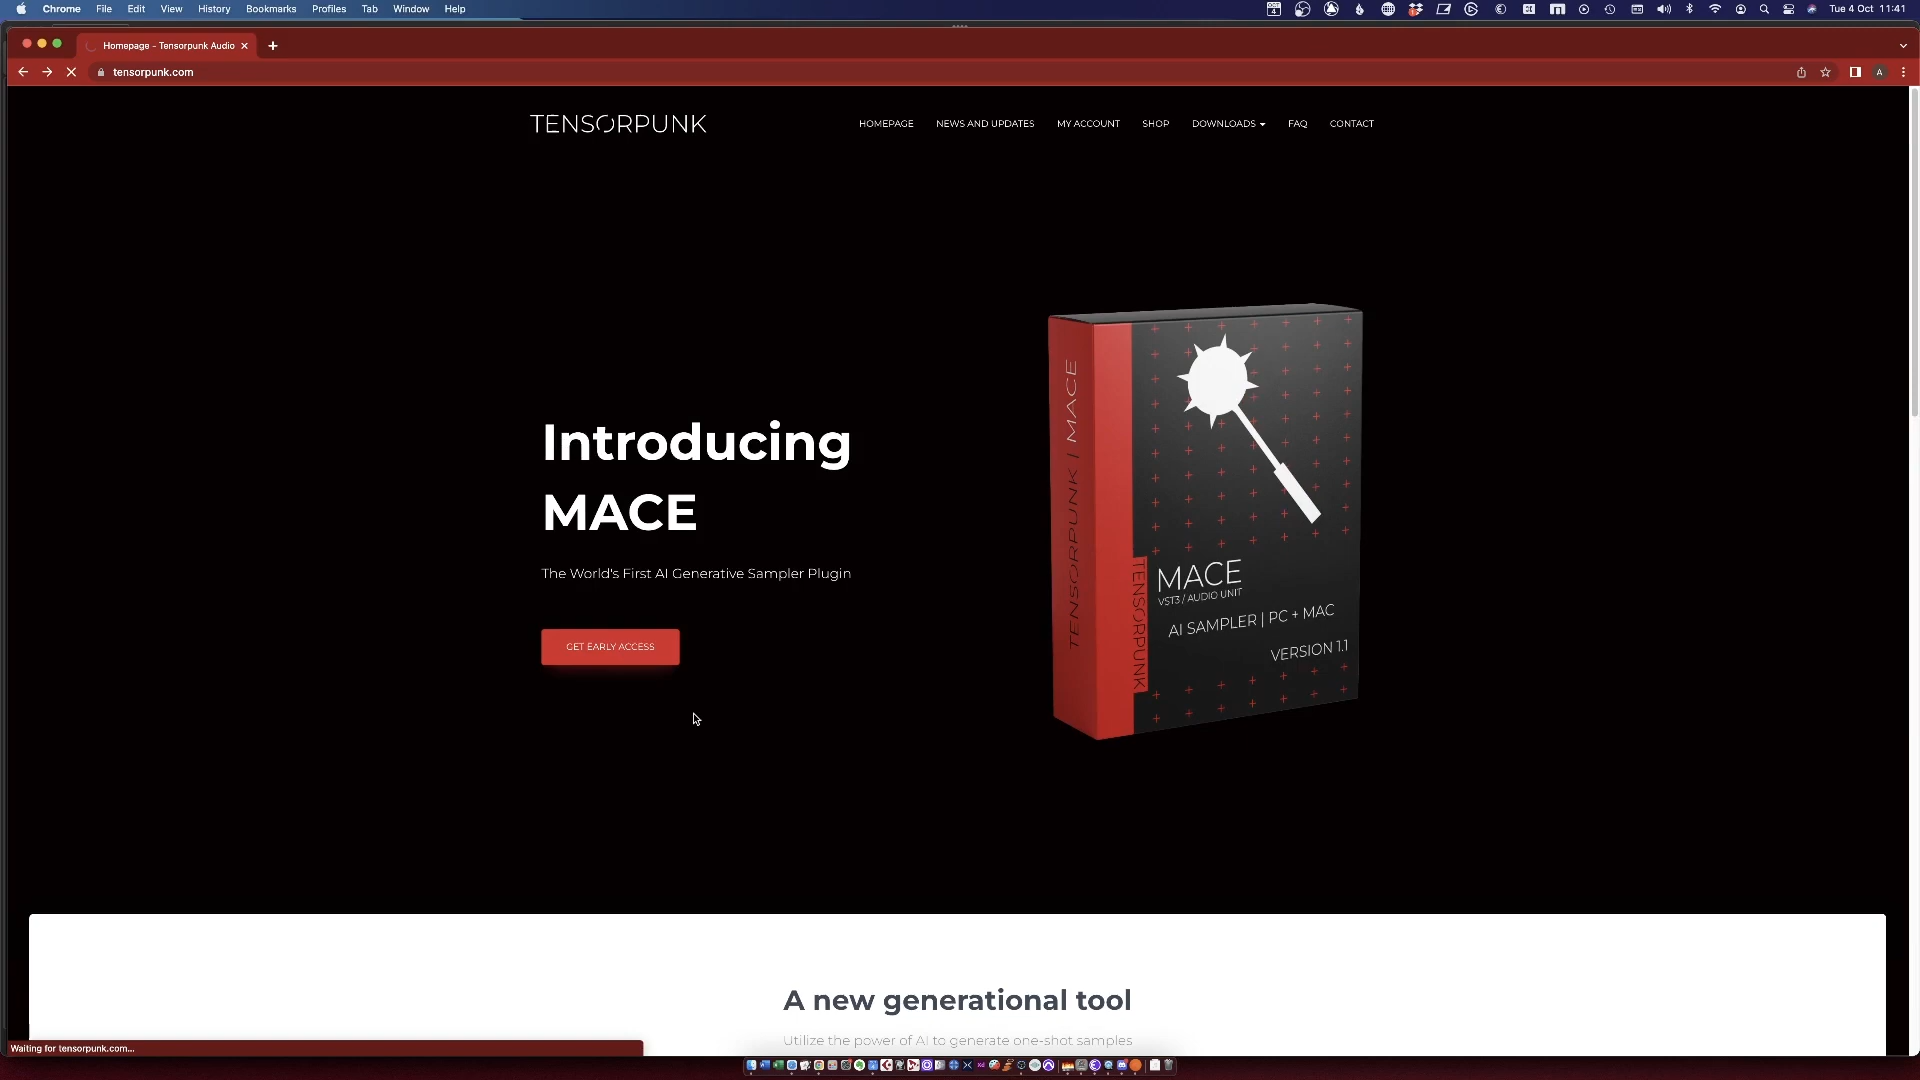 Chrome File Edit View History Bookmarks Profiles Tab Window Help
Tue 4 Oct 11:41
Homepage - Tensorpunk Audio
tensorpunk.com
A
TENSORPUNK
HOMEPAGE NEWS AND UPDATES MY ACCOUNT SHOP DOWNLOADS FAQ CONTACT
Introducing
MACE
The World's First AI Generative Sampler Plugin
GET EARLY ACCESS
TENSORPUNK | MACE
TENSORPUNK
MACE
VST3 / AUDIO UNIT
AI SAMPLER | PC + MAC
VERSION 1.1
A new generational tool
Utilize the power of AI to generate one-shot samples
Waiting for tensorpunk.com...